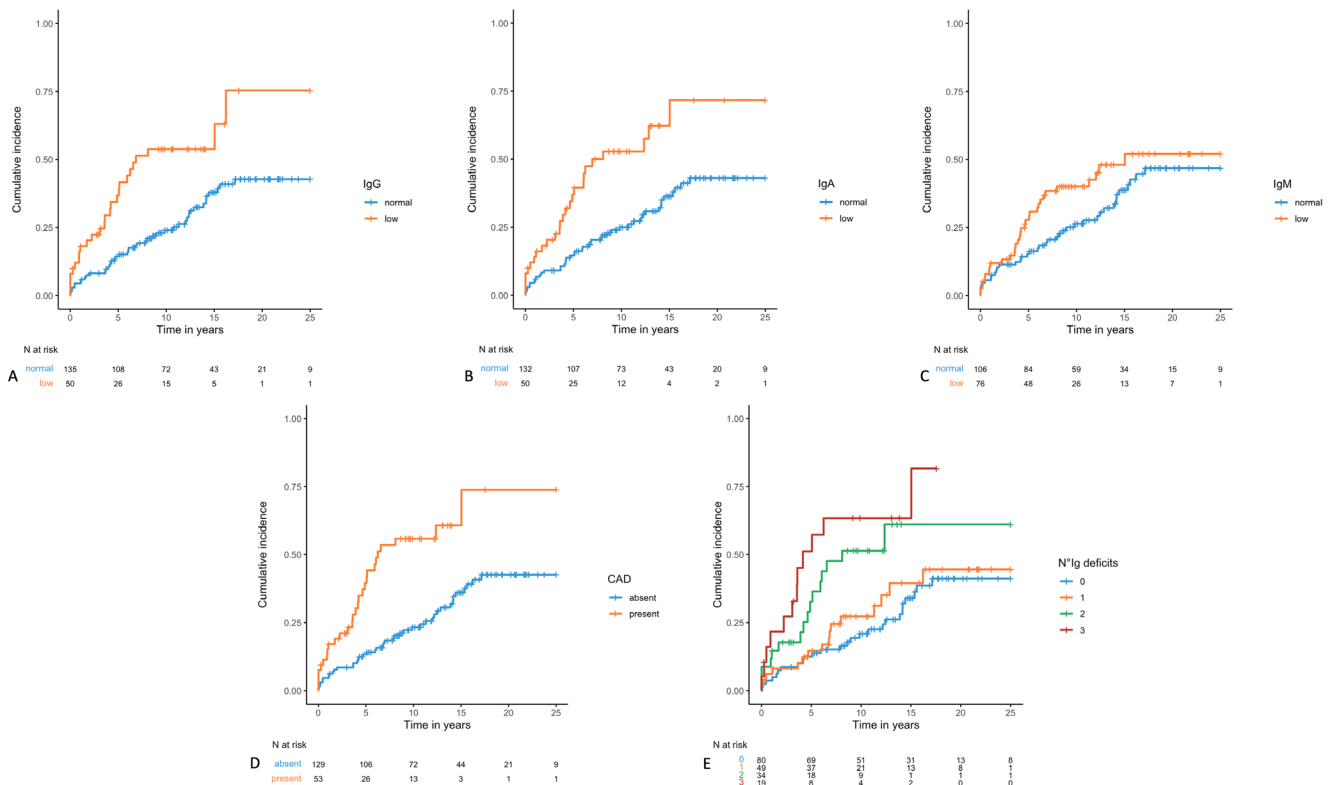 1.00
0.75
0.50
0.25
0.00
Cumulative incidence
0 5 10 15 20 25
Time in years
IgG
normal
low
N at risk
normal 135 108 72 43 21 9
low 50 26 15 5 1 1
A
1.00
0.75
0.50
0.25
0.00
Cumulative incidence
0 5 10 15 20 25
Time in years
IgA
normal
low
N at risk
normal 132 107 73 43 20 9
low 50 25 12 4 2 1
B
1.00
0.75
0.50
0.25
0.00
Cumulative incidence
0 5 10 15 20 25
Time in years
IgM
normal
low
N at risk
normal 106 84 59 34 15 9
low 76 48 26 13 7 1
C
1.00
0.75
0.50
0.25
0.00
Cumulative incidence
0 5 10 15 20 25
Time in years
CAD
absent
present
N at risk
absent 129 106 72 44 21 9
present 53 26 13 3 1 1
D
1.00
0.75
0.50
0.25
0.00
Cumulative incidence
0 5 10 15 20 25
Time in years
N°Ig deficits
0
1
2
3
N at risk
0 80 69 51 31 13 8
1 49 37 21 13 8 1
2 34 18 9 1 1 1
3 19 8 4 2 0 0
E